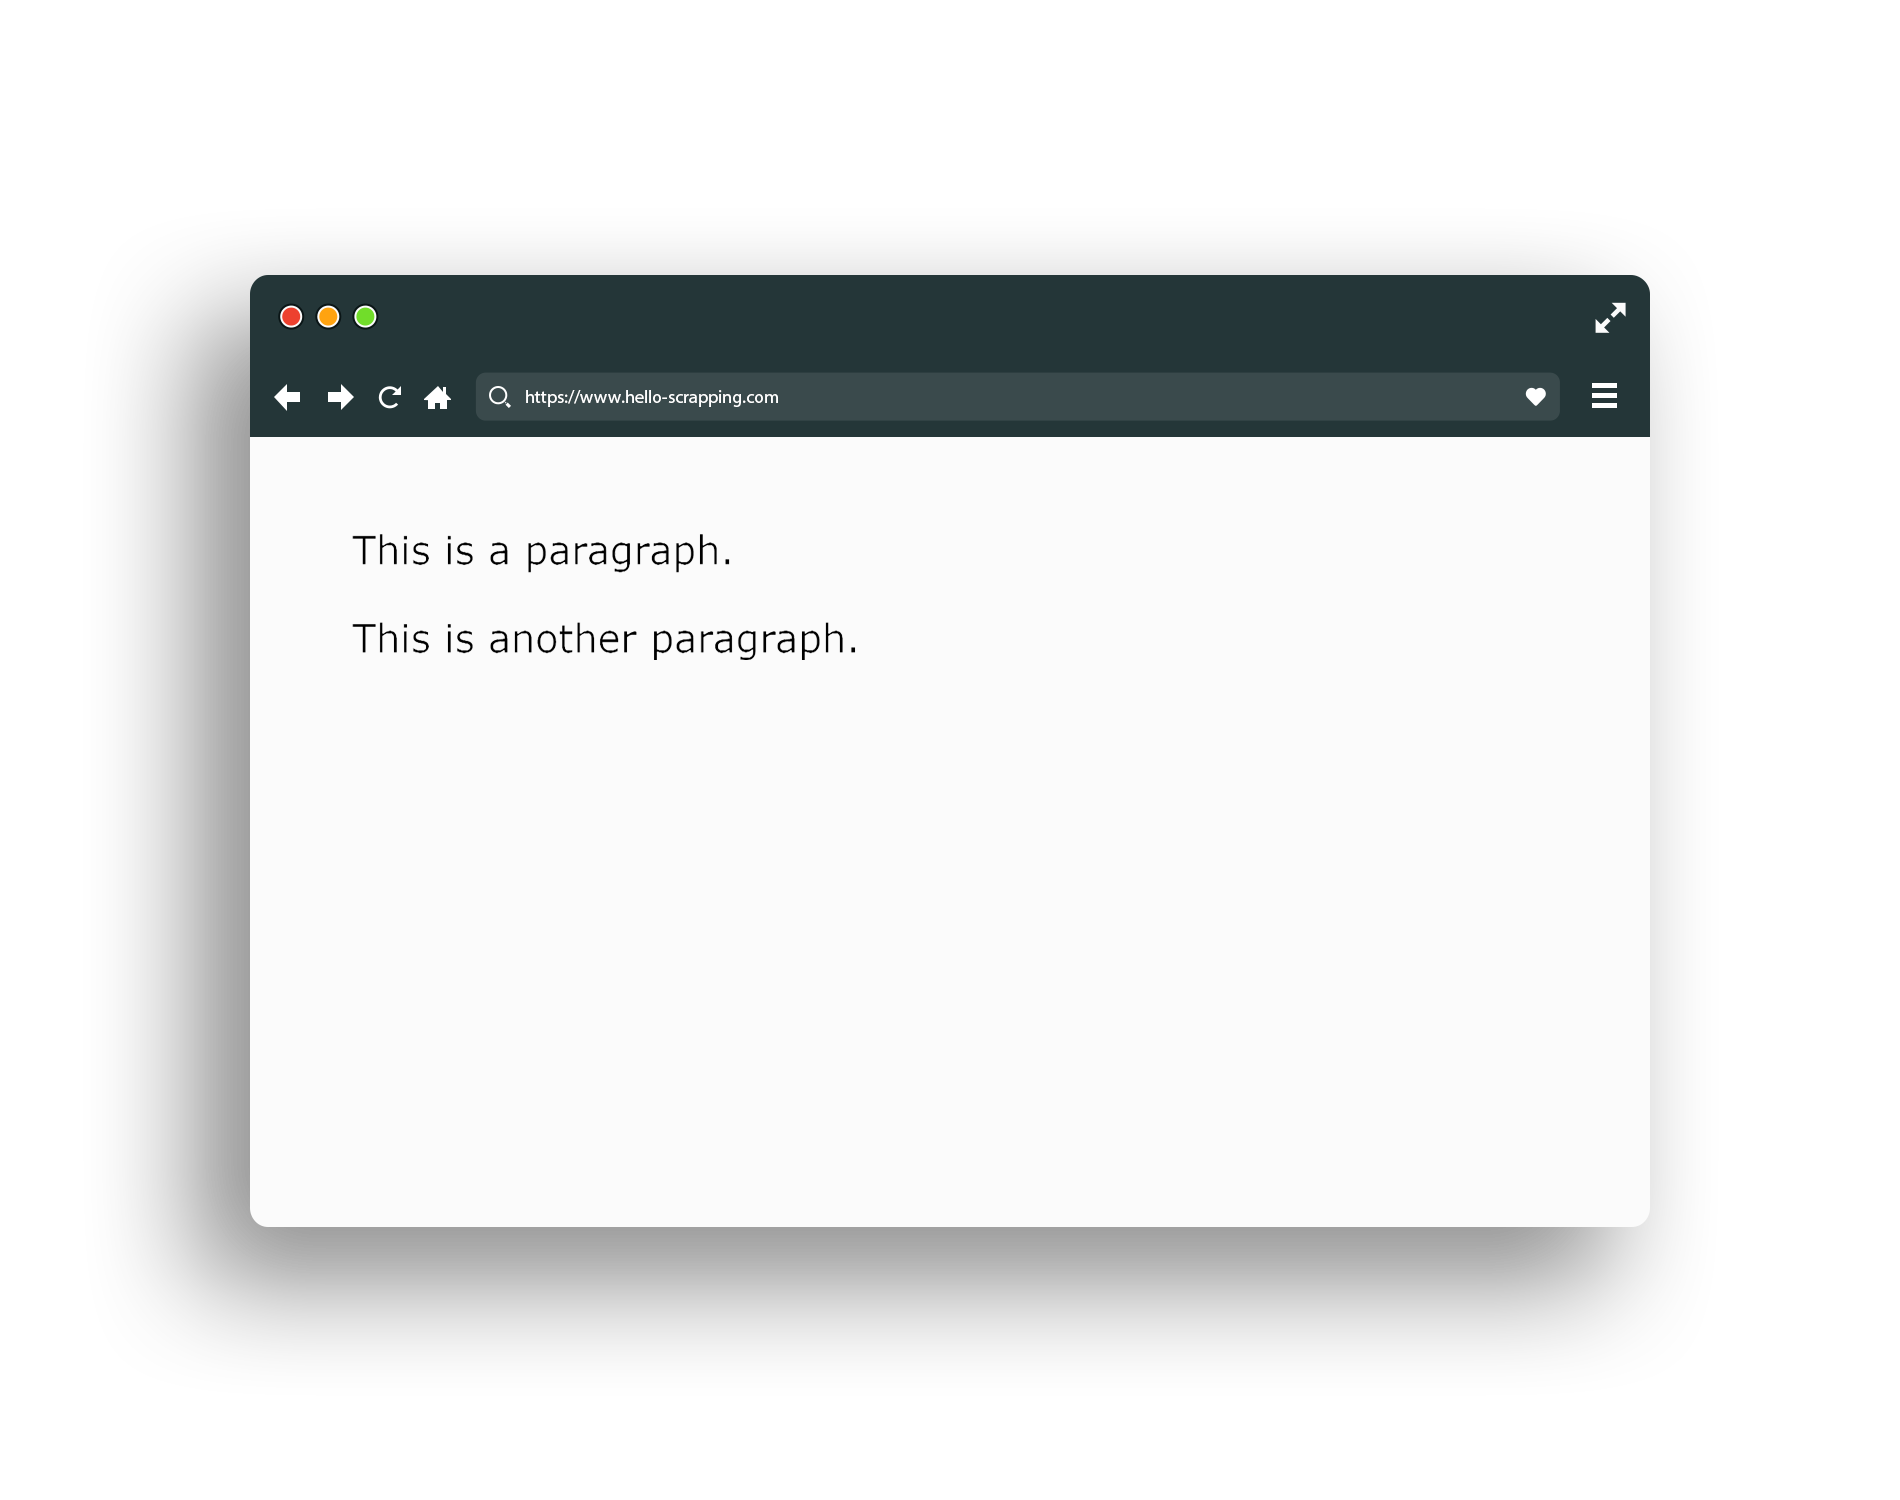 https://www.hello-scrapping.com
This is a paragraph.
This is another paragraph.